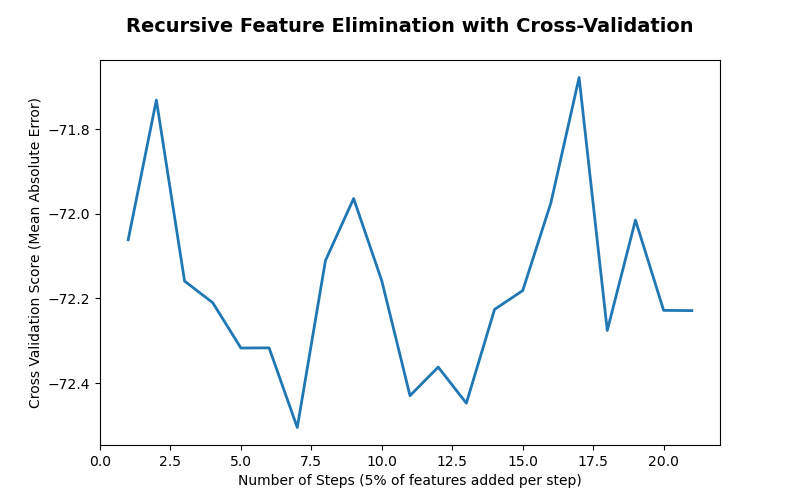 Recursive Feature Elimination with Cross-Validation
Cross Validation Score (Mean Absolute Error)
−71.8
−72.0
−72.2
−72.4
0.0 2.5 5.0 7.5 10.0 12.5 15.0 17.5 20.0
Number of Steps (5% of features added per step)